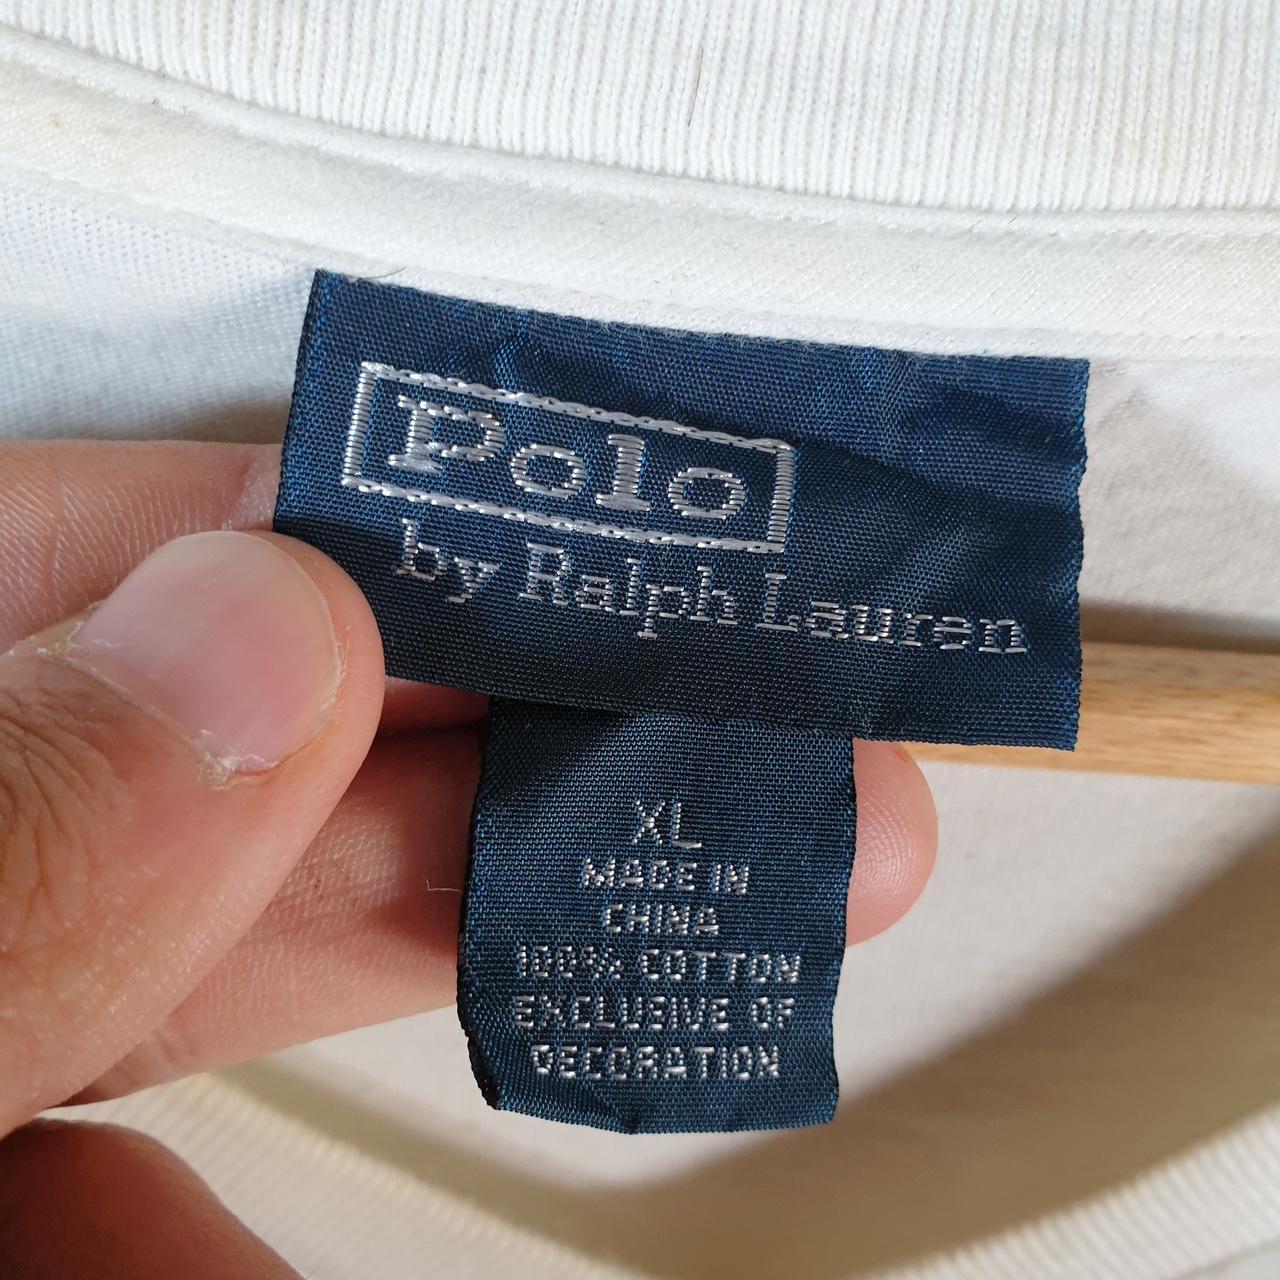 Polo
by Ralph Lauren
XL
MADE IN
CHINA
100% COTTON
EXCLUSIVE OF
DECORATION